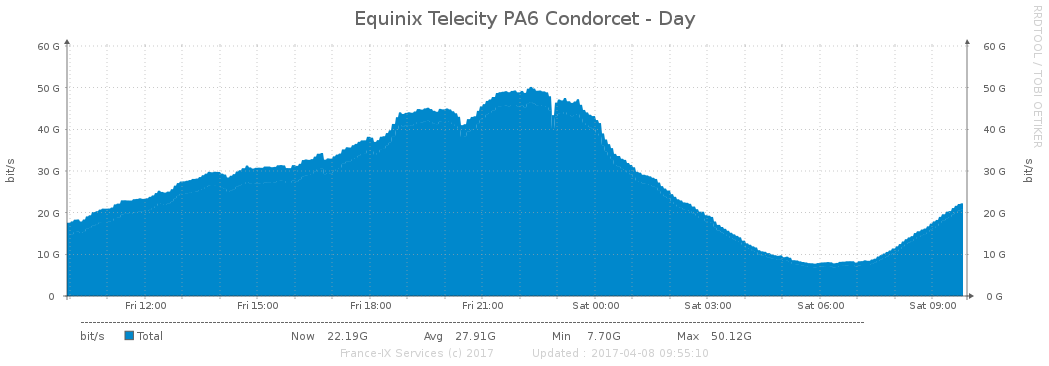 Equinix Telecity PA6 Condorcet - Day
RRDTOOL / TOBI OETIKER
bit/s
60 G
50 G
40 G
30 G
20 G
10 G
0
60 G
50 G
40 G
30 G
20 G
10 G
0 G
bit/s
Fri 12:00 Fri 15:00 Fri 18:00 Fri 21:00 Sat 00:00 Sat 03:00 Sat 06:00 Sat 09:00
bit/s Total Now 22.19G Avg 27.91G Min 7.70G Max 50.12G
France-IX Services (c) 2017 Updated : 2017-04-08 09:55:10